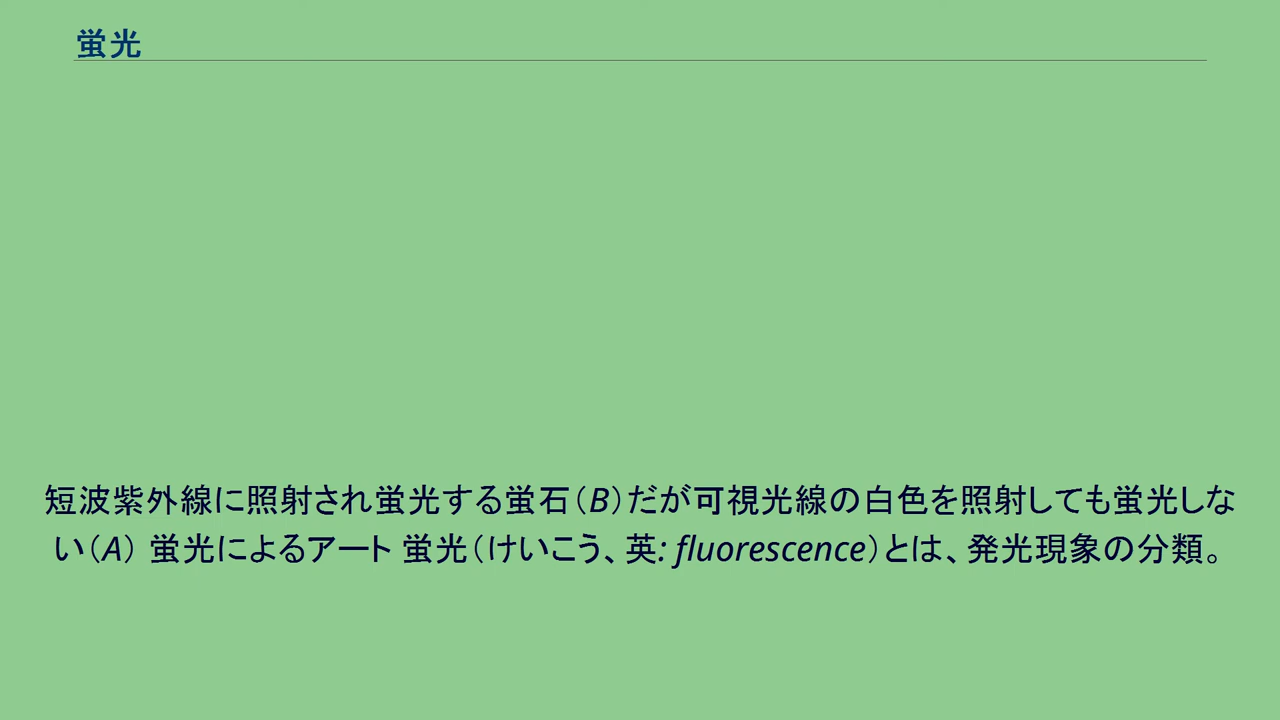 蛍光
短波紫外線に照射され蛍光する蛍石（B）だが可視光線の白色を照射しても蛍光しな
い（A） 蛍光によるアート 蛍光（けいこう、英: fluorescence）とは、発光現象の分類。